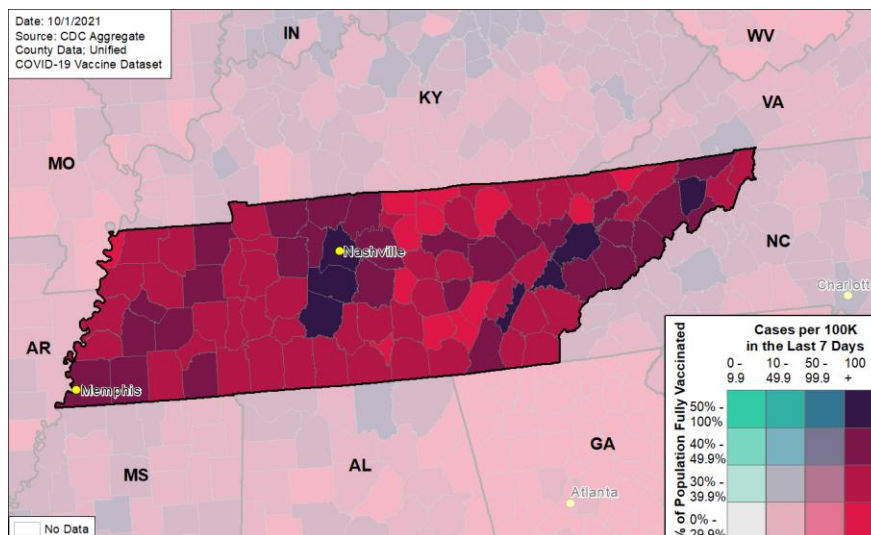 Date: 10/1/2021
Source: CDC Aggregate
County Data; Unified
COVID-19 Vaccine Dataset
IN
WV
KY
VA
MO
Nashville
NC
Charlott
AR
Memphis
MS
AL
GA
Atlanta
No Data
Cases per 100K
in the Last 7 Days
0 -
9.9
10 -
49.9
50 -
99.9
100
+
% of Population Fully Vaccinated
50% -
100%
40% -
49.9%
30% -
39.9%
0% -
29.9%